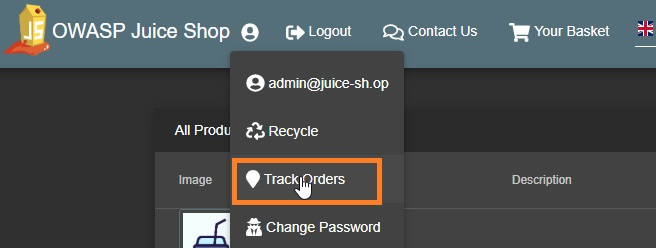 OWASP Juice Shop Logout Contact Us Your Basket
admin@juice-sh.op
All Produ
Recycle
Image Track Orders Description
Change Password